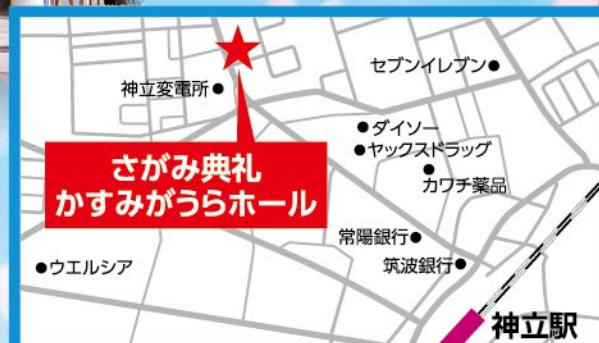 セブンイレブン
神立変電所
ダイソー
ヤックスドラッグ
さがみ典礼
かすみがうらホール
カワチ薬品
常陽銀行
筑波銀行
ウエルシア
神立駅